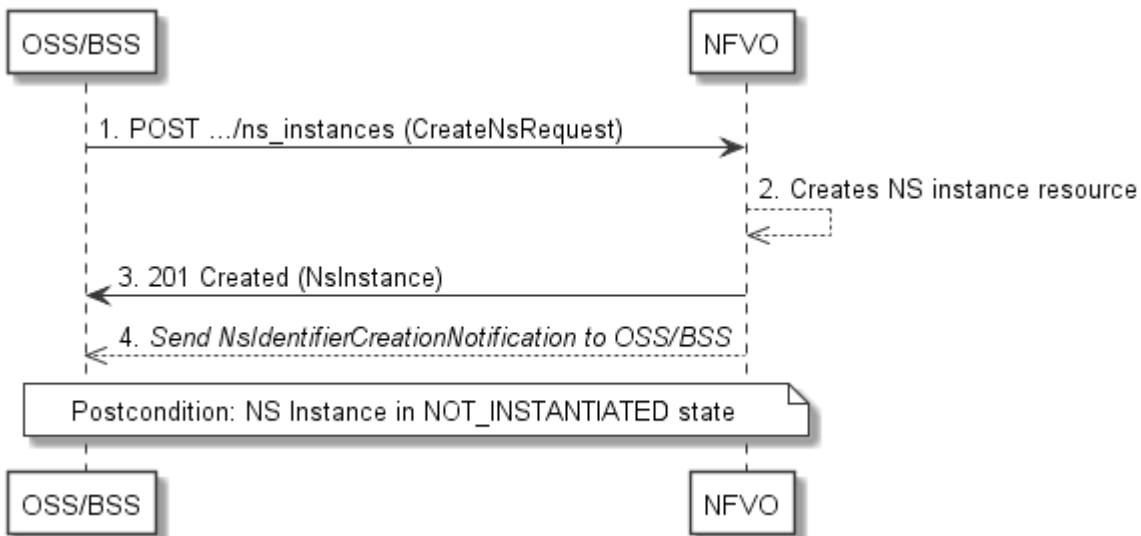 OSS/BSS
NFVO
1. POST .../ns_instances (CreateNsRequest)
2. Creates NS instance resource
3. 201 Created (NsInstance)
4. Send NsIdentifierCreationNotification to OSS/BSS
Postcondition: NS Instance in NOT_INSTANTIATED state
OSS/BSS
NFVO